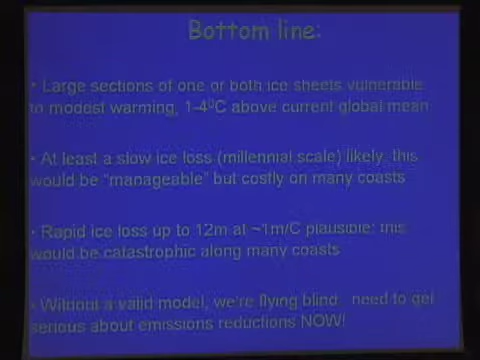 Bottom line:
• Large sections of one or both ice sheets vulnerable
to modest warming, 1-4⁰C above current global mean
• At least a slow ice loss (millennial scale) likely; this
would be "manageable" but costly on many coasts
• Rapid ice loss up to 12m at ~1m/C plausible; this
would be catastrophic along many coasts
• Without a valid model, we're flying blind need to get
serious about emissions reductions NOW!